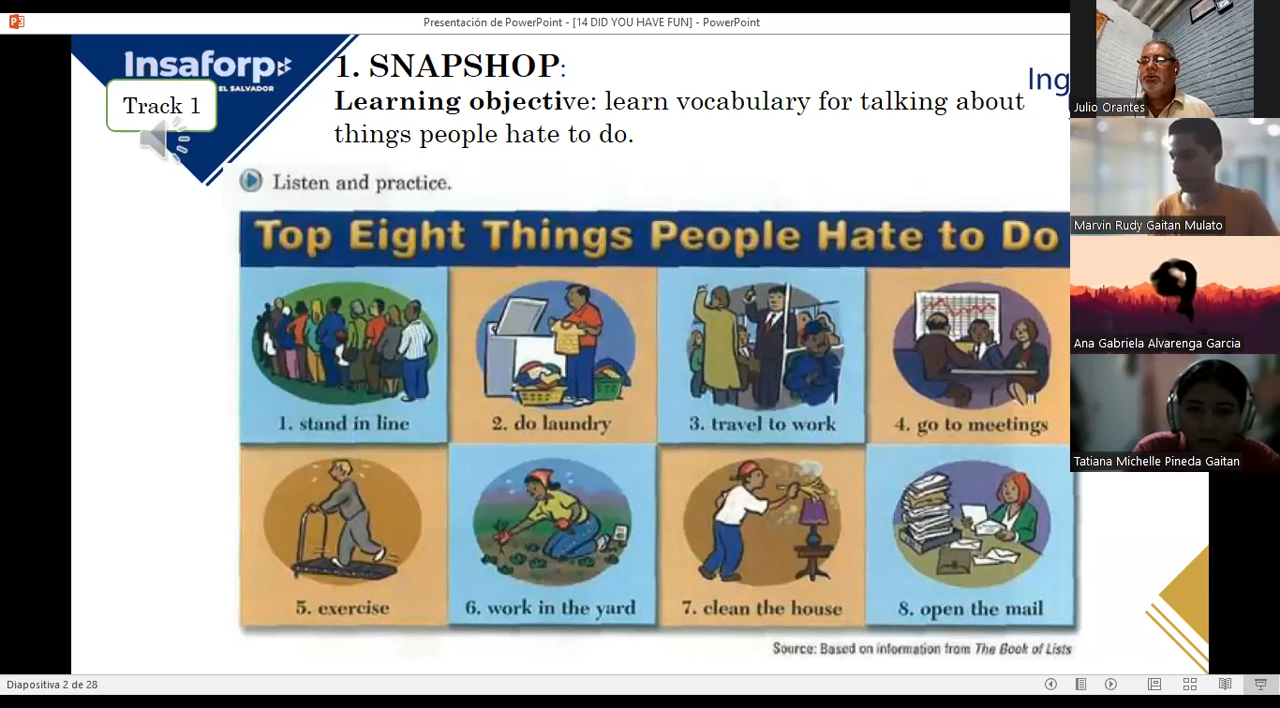 Presentación de PowerPoint - [14 DID YOU HAVE FUN] - PowerPoint
Insaforp
EL SALVADOR
Track 1
1. SNAPSHOP:
Learning objective: learn vocabulary for talking about
things people hate to do.
Ing
Listen and practice.
Top Eight Things People Hate to Do
1. stand in line
2. do laundry
3. travel to work
4. go to meetings
5. exercise
6. work in the yard
7. clean the house
8. open the mail
Source: Based on information from The Book of Lists
Julio Orantes
Marvin Rudy Gaitan Mulato
Ana Gabriela Alvarenga Garcia
Tatiana Michelle Pineda Gaitan
Diapositiva 2 de 28